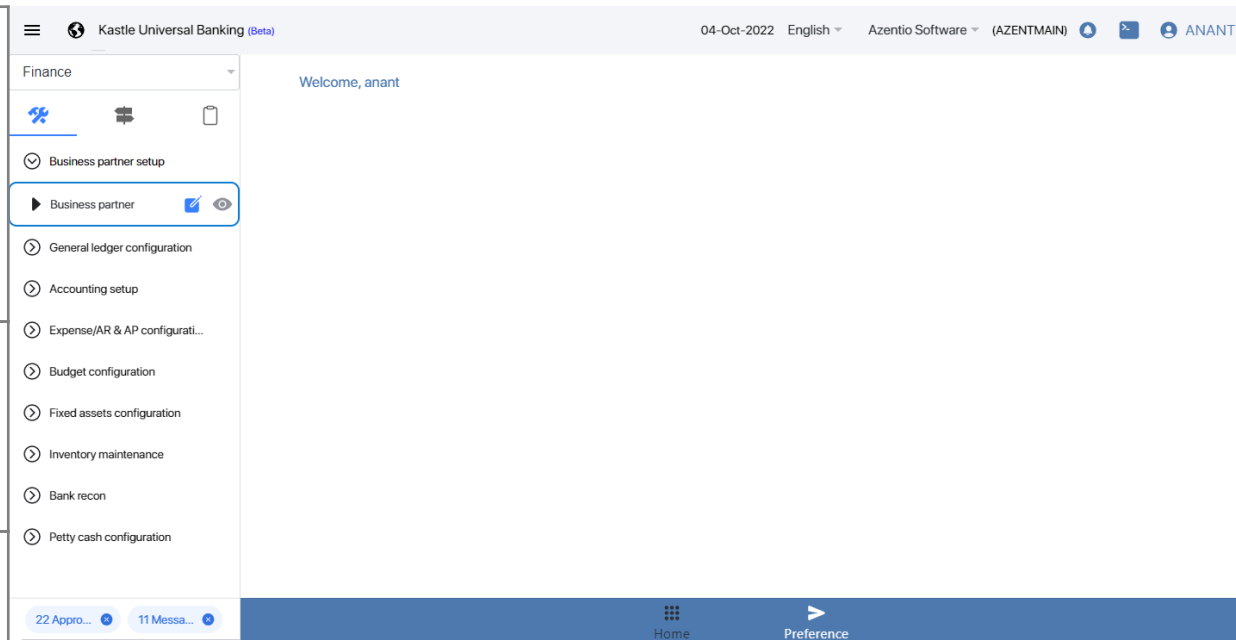 Kastle Universal Banking (Beta) 04-Oct-2022 English Azentio Software (AZENTMAIN) ANANT
Finance
Welcome, anant
Business partner setup
Business partner
General ledger configuration
Accounting setup
Expense/AR & AP configurati...
Budget configuration
Fixed assets configuration
Inventory maintenance
Bank recon
Petty cash configuration
22 Appro... 11 Messa...
Home Preference